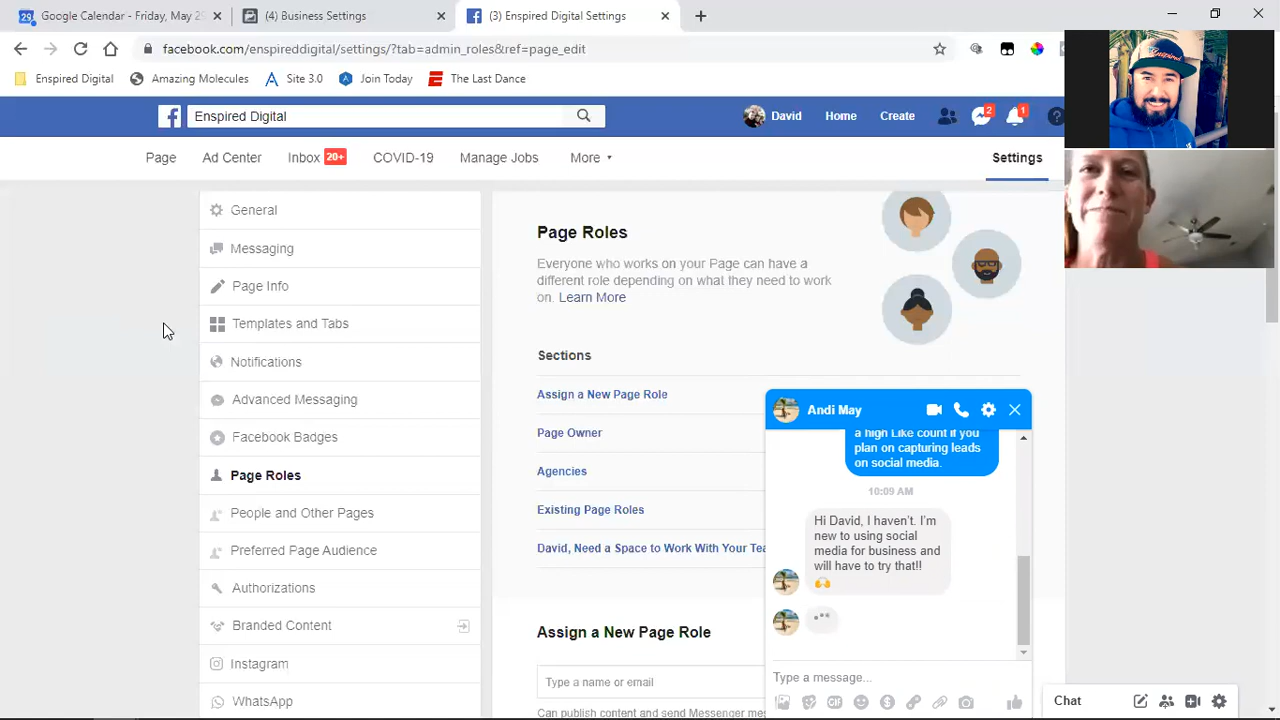 Google Calendar - Friday, May 29
(4) Business Settings
(3) Enspired Digital Settings
facebook.com/enspireddigital/settings/?tab=admin_roles&ref=page_edit
Enspired Digital
Amazing Molecules
Site 3.0
Join Today
The Last Dance
Enspired Digital
David
Home
Create
2
1
Page
Ad Center
Inbox 20+
COVID-19
Manage Jobs
More
Settings
General
Messaging
Page Info
Templates and Tabs
Notifications
Advanced Messaging
Facebook Badges
Page Roles
People and Other Pages
Preferred Page Audience
Authorizations
Branded Content
Instagram
WhatsApp
Page Roles
Everyone who works on your Page can have a
different role depending on what they need to work
on. Learn More
Sections
Assign a New Page Role
Page Owner
Agencies
Existing Page Roles
David, Need a Space to Work With Your Tea
Assign a New Page Role
Type a name or email
Can publish content and send Messenger me
Andi May
a high Like count if you
plan on capturing leads
on social media.
10:09 AM
Hi David, I haven't. I'm
new to using social
media for business and
will have to try that!!
Type a message...
GIF
Chat